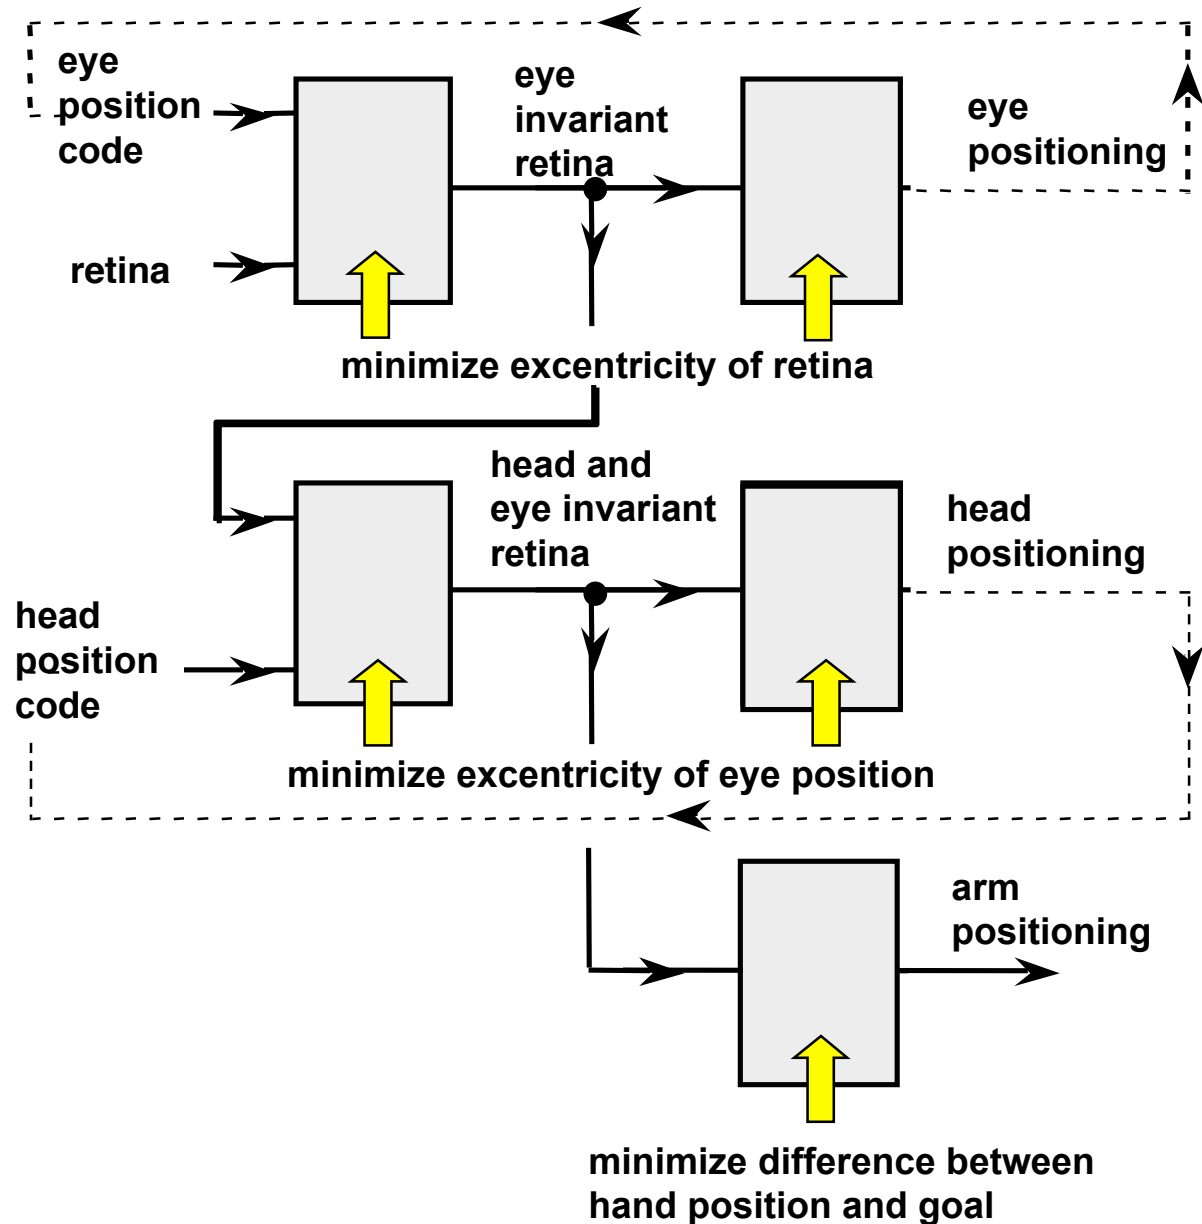 eye
position
code
eye
invariant
retina
eye
positioning
retina
minimize excentricity of retina
head and
eye invariant
retina
head
positioning
head
position
code
minimize excentricity of eye position
arm
positioning
minimize difference between
hand position and goal